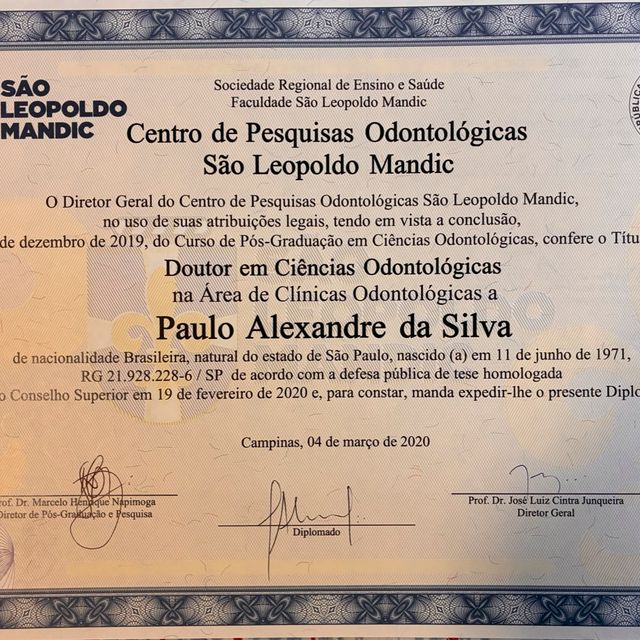 SÃO
LEOPOLDO
MANDIC
Sociedade Regional de Ensino e Saúde
Faculdade São Leopoldo Mandic
Centro de Pesquisas Odontológicas
São Leopoldo Mandic
O Diretor Geral do Centro de Pesquisas Odontológicas São Leopoldo Mandic,
no uso de suas atribuições legais, tendo em vista a conclusão,
de dezembro de 2019, do Curso de Pós-Graduação em Ciências Odontológicas, confere o Títu
Doutor em Ciências Odontológicas
na Área de Clínicas Odontológicas a
Paulo Alexandre da Silva
de nacionalidade Brasileira, natural do estado de São Paulo, nascido (a) em 11 de junho de 1971,
RG 21.928.228-6 / SP de acordo com a defesa pública de tese homologada
o Conselho Superior em 19 de fevereiro de 2020 e, para constar, manda expedir-lhe o presente Diplo
Campinas, 04 de março de 2020
rof. Dr. Marcelo Henrique Napimoga
Diretor de Pós-Graduação e Pesquisa
Diplomado
Prof. Dr. José Luiz Cintra Junqueira
Diretor Geral